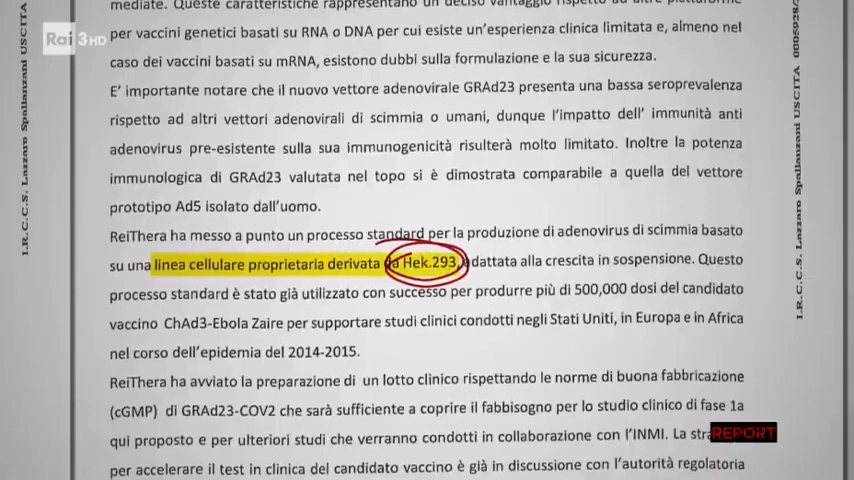 mediate. Queste caratteristiche rappresentano un deciso vantaggio rispetto ad altre piattaforme
per vaccini genetici basati su RNA o DNA per cui esiste un'esperienza clinica limitata e, almeno nel
caso dei vaccini basati su mRNA, esistono dubbi sulla formulazione e la sua sicurezza.
E' importante notare che il nuovo vettore adenovirale GRAd23 presenta una bassa seroprevalenza
rispetto ad altri vettori adenovirali di scimmia o umani, dunque l'impatto dell' immunità anti
adenovirus pre-esistente sulla sua immunogenicità risulterà molto limitato. Inoltre la potenza
immunologica di GRAd23 valutata nel topo si è dimostrata comparabile a quella del vettore
prototipo Ad5 isolato dall'uomo.
ReiThera ha messo a punto un processo standard per la produzione di adenovirus di scimmia basato
su una linea cellulare proprietaria derivata da Hek.293, adattata alla crescita in sospensione. Questo
processo standard è stato già utilizzato con successo per produrre più di 500,000 dosi del candidato
vaccino ChAd3-Ebola Zaire per supportare studi clinici condotti negli Stati Uniti, in Europa e in Africa
nel corso dell'epidemia del 2014-2015.
ReiThera ha avviato la preparazione di un lotto clinico rispettando le norme di buona fabbricazione
(cGMP) di GRAd23-COV2 che sarà sufficiente a coprire il fabbisogno per lo studio clinico di fase 1a
qui proposto e per ulteriori studi che verranno condotti in collaborazione con l'INMI. La
per accelerare il test in clinica del candidato vaccino è già in discussione con l'autorità regolatoria
Rai 3HD
REPORT
I.R.C.C.S. Lazzaro Spallanzani USCITA
I.R.C.C.S. Lazzaro Spallanzani USCITA 0005928/